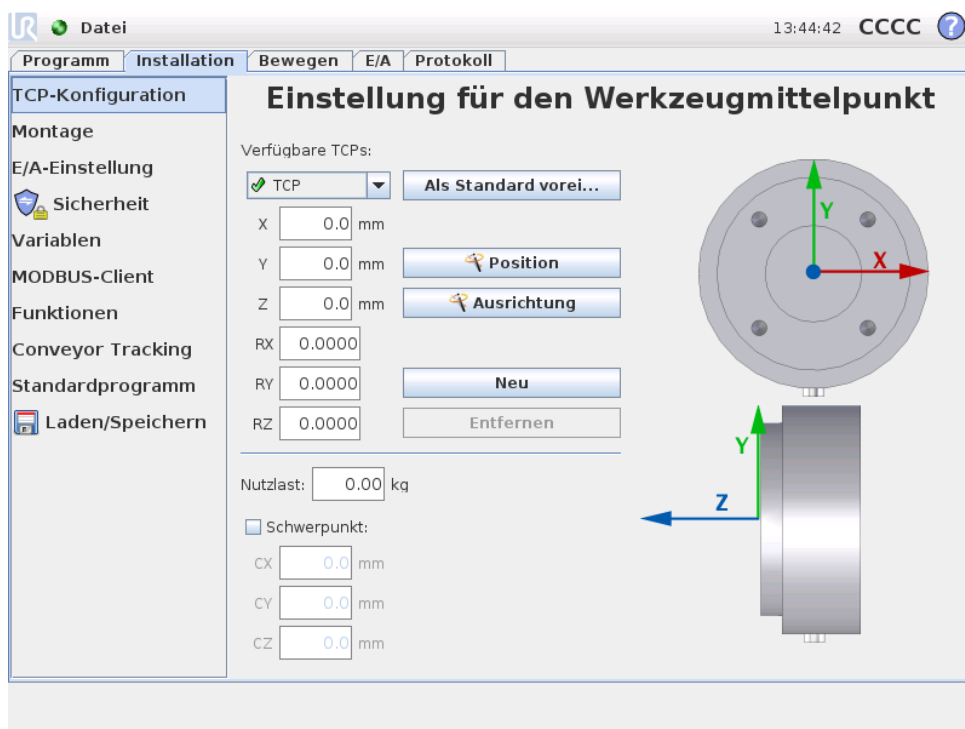 UR Datei 13:44:42 CCCC ?
Programm Installation Bewegen E/A Protokoll
TCP-Konfiguration
Montage
E/A-Einstellung
Sicherheit
Variablen
MODBUS-Client
Funktionen
Conveyor Tracking
Standardprogramm
Laden/Speichern
Einstellung für den Werkzeugmittelpunkt
Verfügbare TCPs:
TCP Als Standard vorei...
X 0.0 mm
Y 0.0 mm Position
Z 0.0 mm Ausrichtung
RX 0.0000
RY 0.0000 Neu
RZ 0.0000 Entfernen
Nutzlast: 0.00 kg
Schwerpunkt:
CX 0.0 mm
CY 0.0 mm
CZ 0.0 mm
Y
X
Y
Z